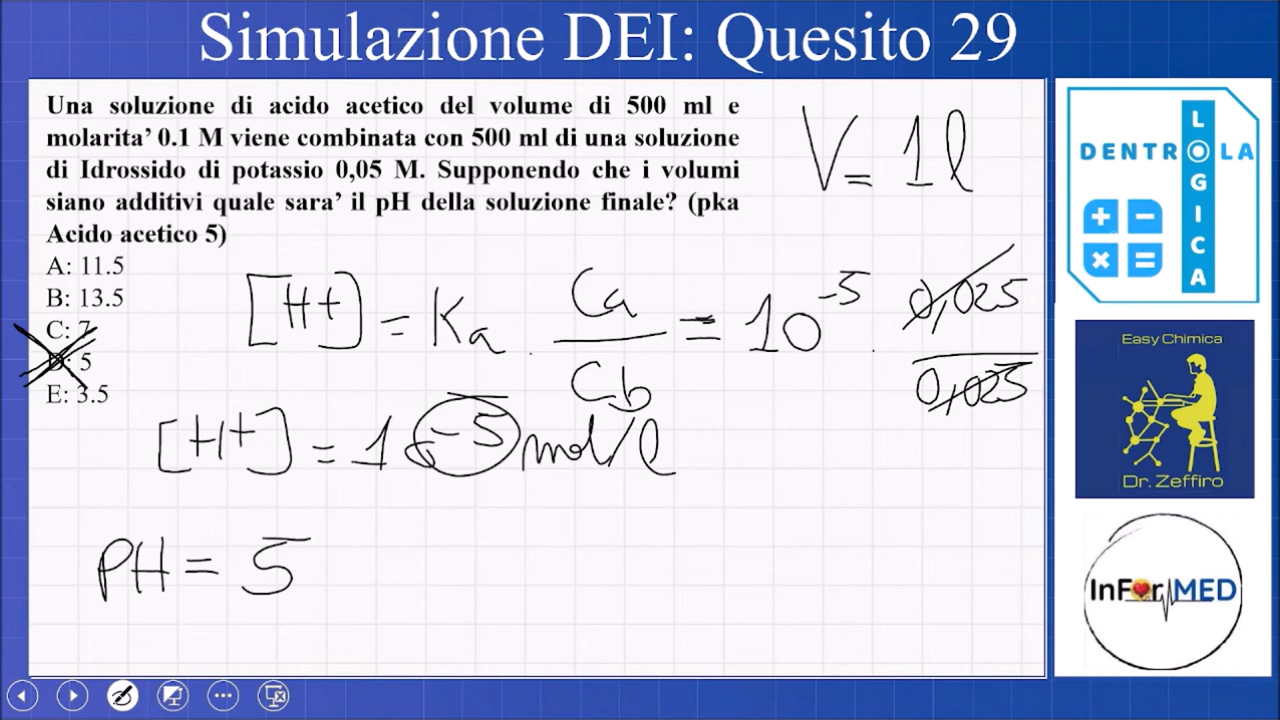 Simulazione DEI: Quesito 29
Una soluzione di acido acetico del volume di 500 ml e
molarita’ 0.1 M viene combinata con 500 ml di una soluzione
di Idrossido di potassio 0,05 M. Supponendo che i volumi
siano additivi quale sara’ il pH della soluzione finale? (pka
Acido acetico 5)
A: 11.5
B: 13.5
C: 7
D: 5
E: 3.5
V = 1 l
[H+] = Ka . Ca / Cb = 10^-5 . 0,025 / 0,025
[H+] = 10^-5 mol/l
PH = 5
DENTRO LA
LOGICA
Easy Chimica
Dr. Zeffiro
InForMED